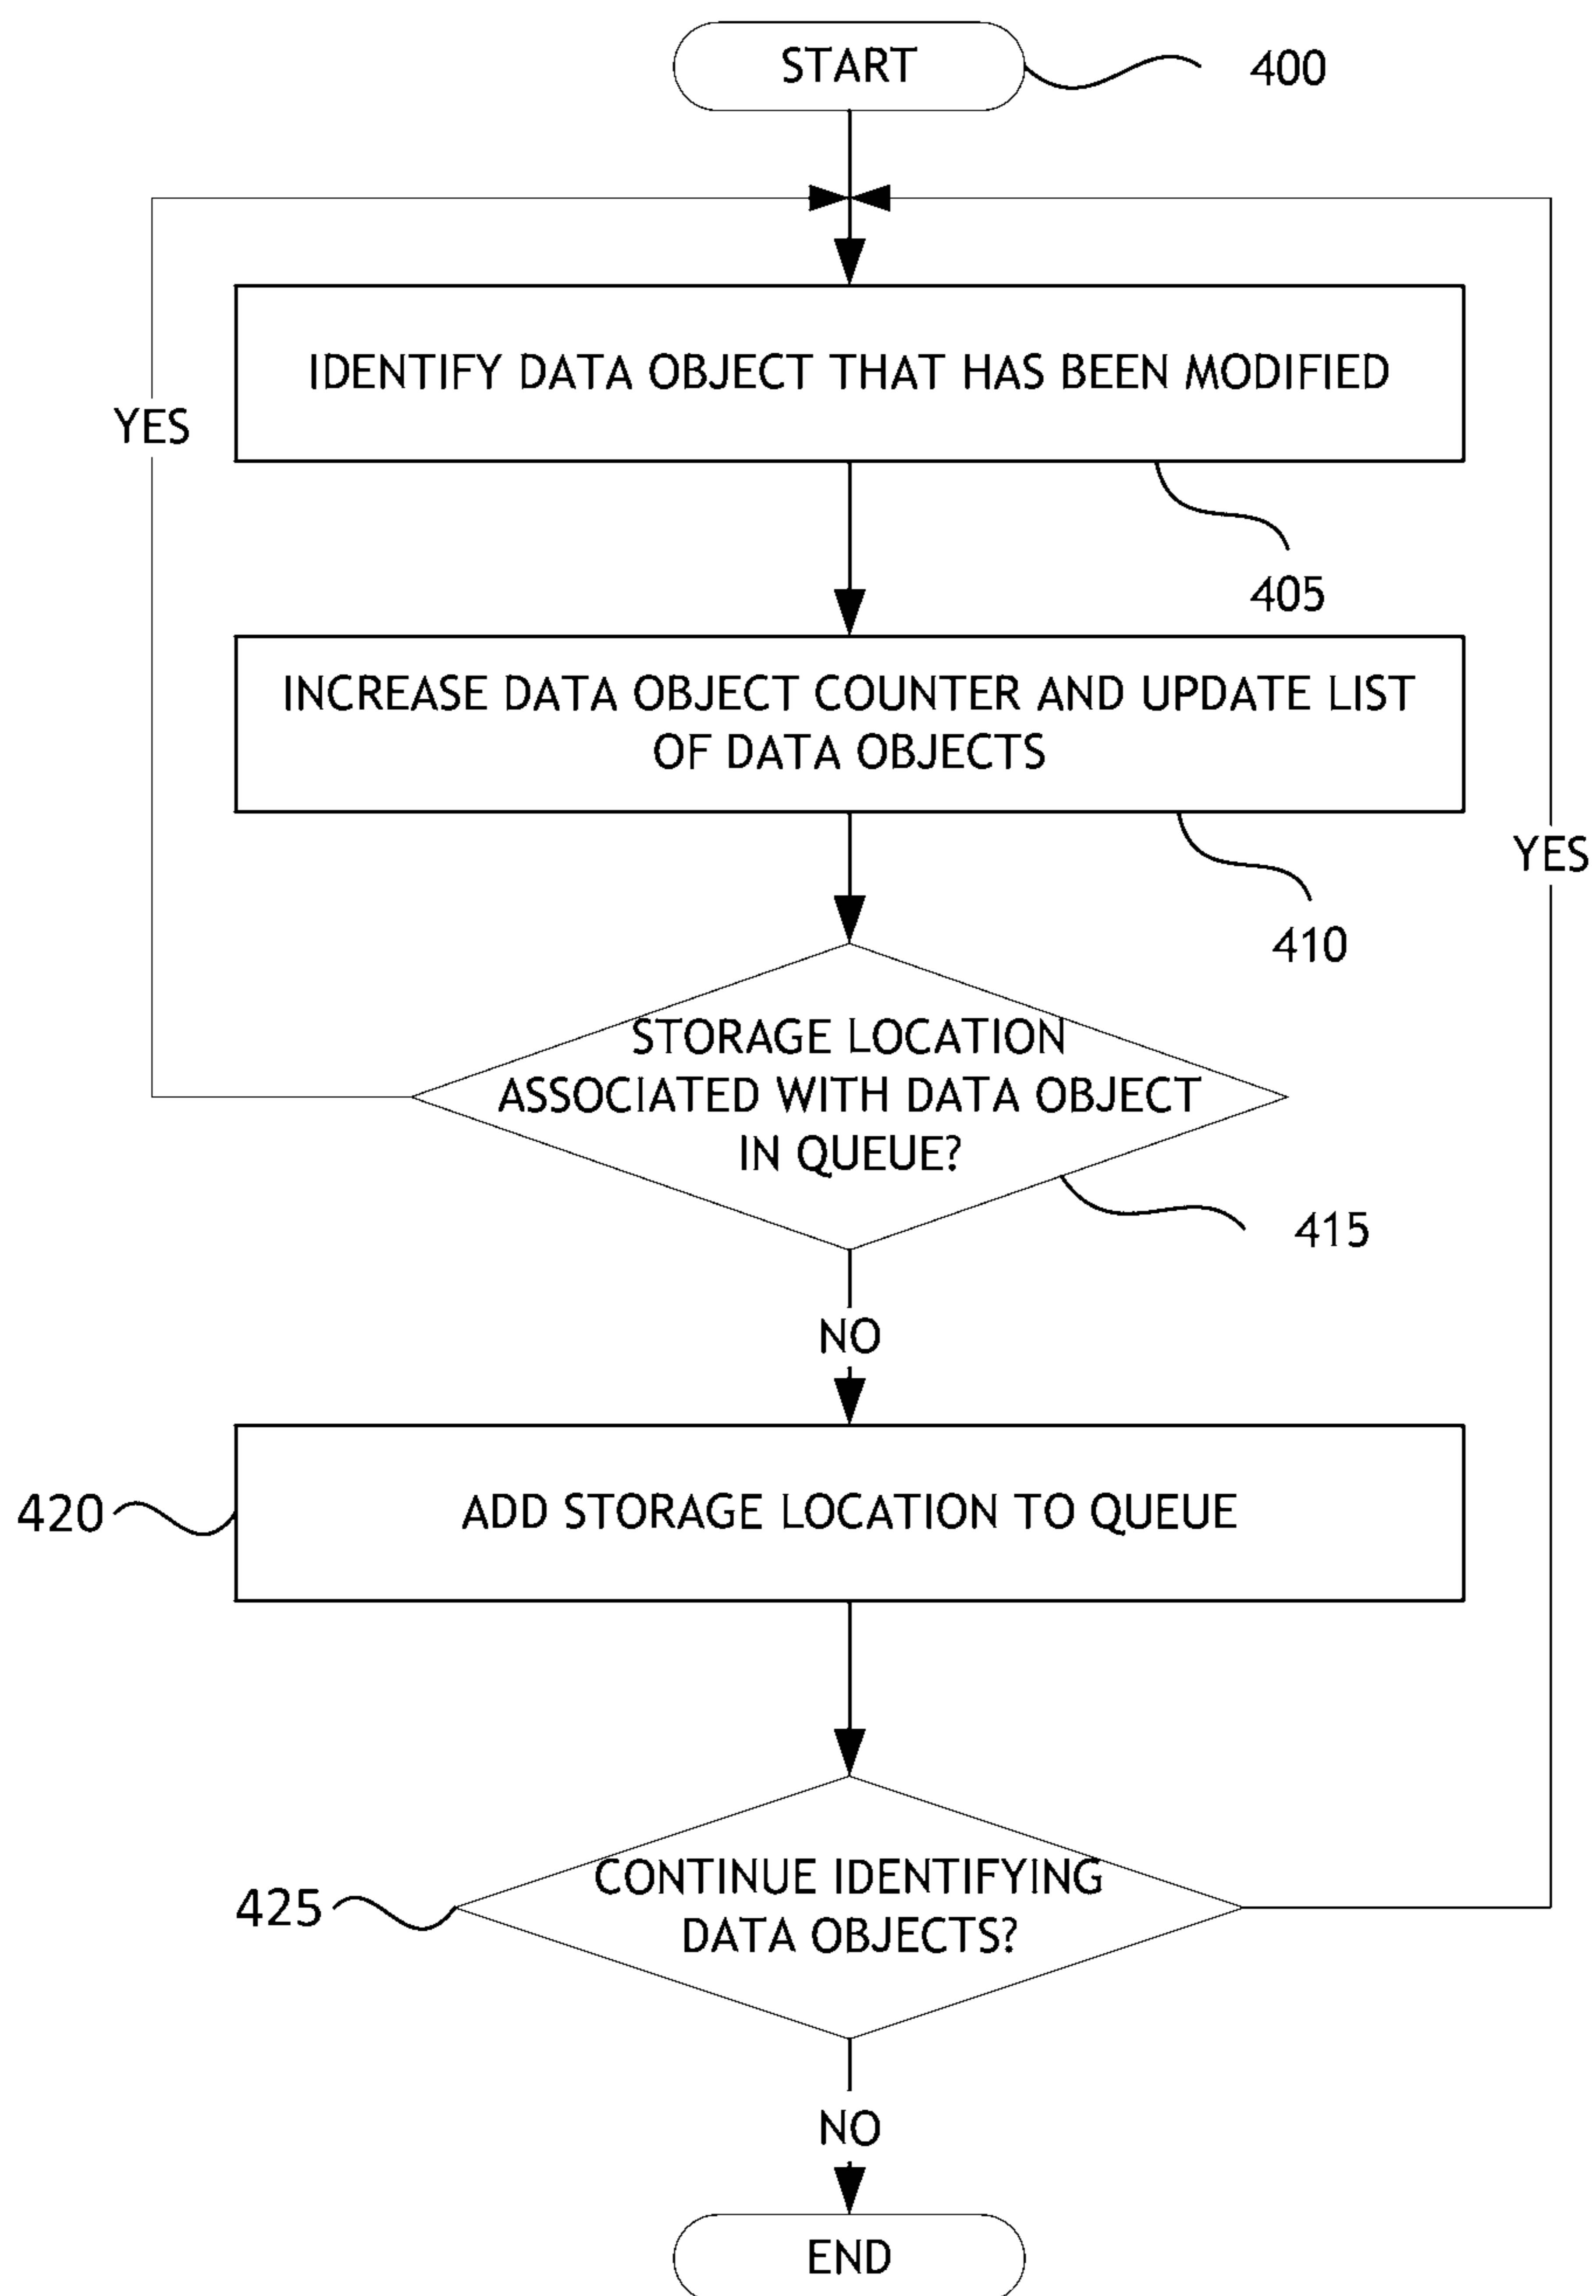 START
400
IDENTIFY DATA OBJECT THAT HAS BEEN MODIFIED
YES
405
INCREASE DATA OBJECT COUNTER AND UPDATE LIST
OF DATA OBJECTS
YES
410
STORAGE LOCATION
ASSOCIATED WITH DATA OBJECT
IN QUEUE?
415
NO
420
ADD STORAGE LOCATION TO QUEUE
425
CONTINUE IDENTIFYING
DATA OBJECTS?
NO
END